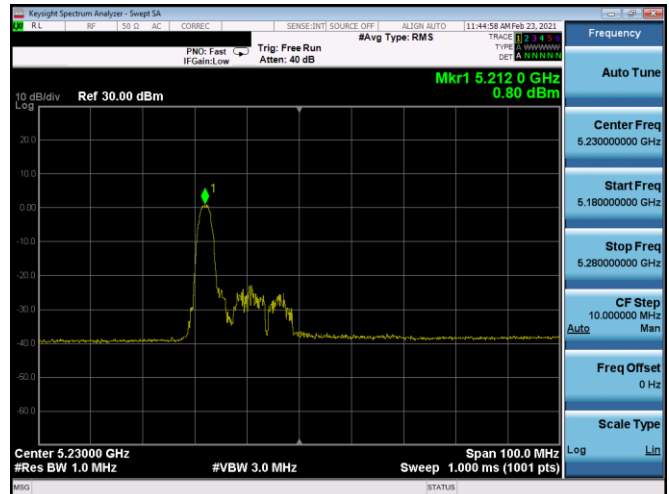 Keysight Spectrum Analyzer - Swept SA
RL RF 50 Ω AC CORREC SENSE:INT SOURCE OFF ALIGN AUTO 11:44:58 AM Feb 23, 2021
PNO: Fast
IFGain:Low
Trig: Free Run
Atten: 40 dB
#Avg Type: RMS
TRACE 1 2 3 4 5 6
TYPE A WWWWW
DET A N N N N N
Mkr1 5.212 0 GHz
0.80 dBm
10 dB/div Ref 30.00 dBm
Log
20.0
10.0
0.00
-10.0
-20.0
-30.0
-40.0
-50.0
-60.0
1
Center 5.23000 GHz Span 100.0 MHz
#Res BW 1.0 MHz #VBW 3.0 MHz Sweep 1.000 ms (1001 pts)
MSG STATUS
Frequency
Auto Tune
Center Freq
5.230000000 GHz
Start Freq
5.180000000 GHz
Stop Freq
5.280000000 GHz
CF Step
10.000000 MHz
Auto Man
Freq Offset
0 Hz
Scale Type
Log Lin